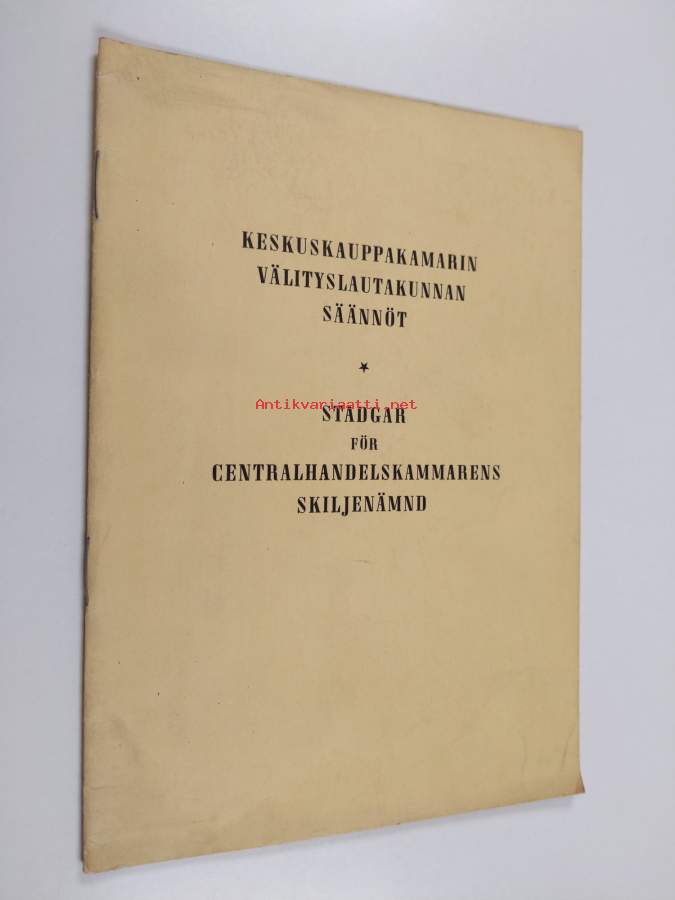 KESKUSKAUPPAKAMARIN
VÄLITYSLAUTAKUNNAN
SÄÄNNÖT
Antikvariaatti.net
STADGAR
FÖR
CENTRALHANDELSKAMMARENS
SKILJENÄMND